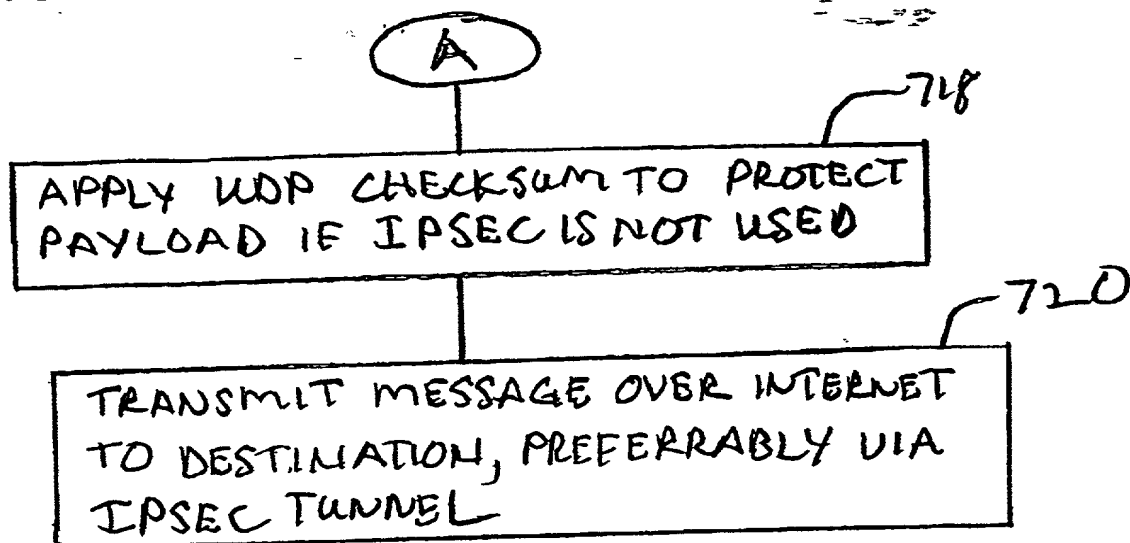 A
718
APPLY UDP CHECKSUM TO PROTECT
PAYLOAD IF IPSEC IS NOT USED
720
TRANSMIT MESSAGE OVER INTERNET
TO DESTINATION, PREFERRABLY VIA
IPSEC TUNNEL